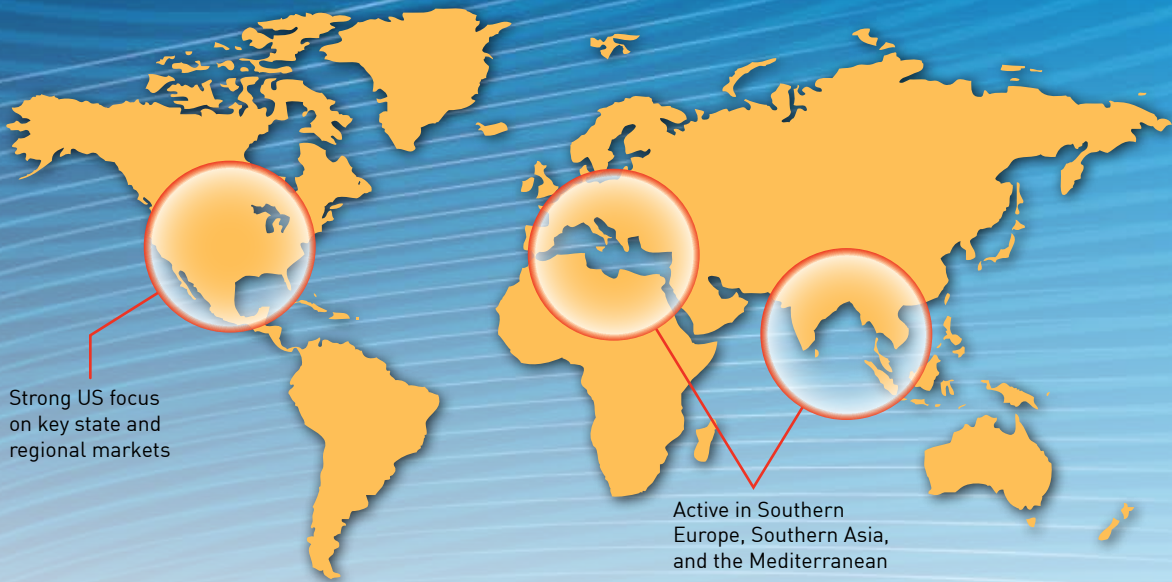 Strong US focus
on key state and
regional markets
Active in Southern
Europe, Southern Asia,
and the Mediterranean